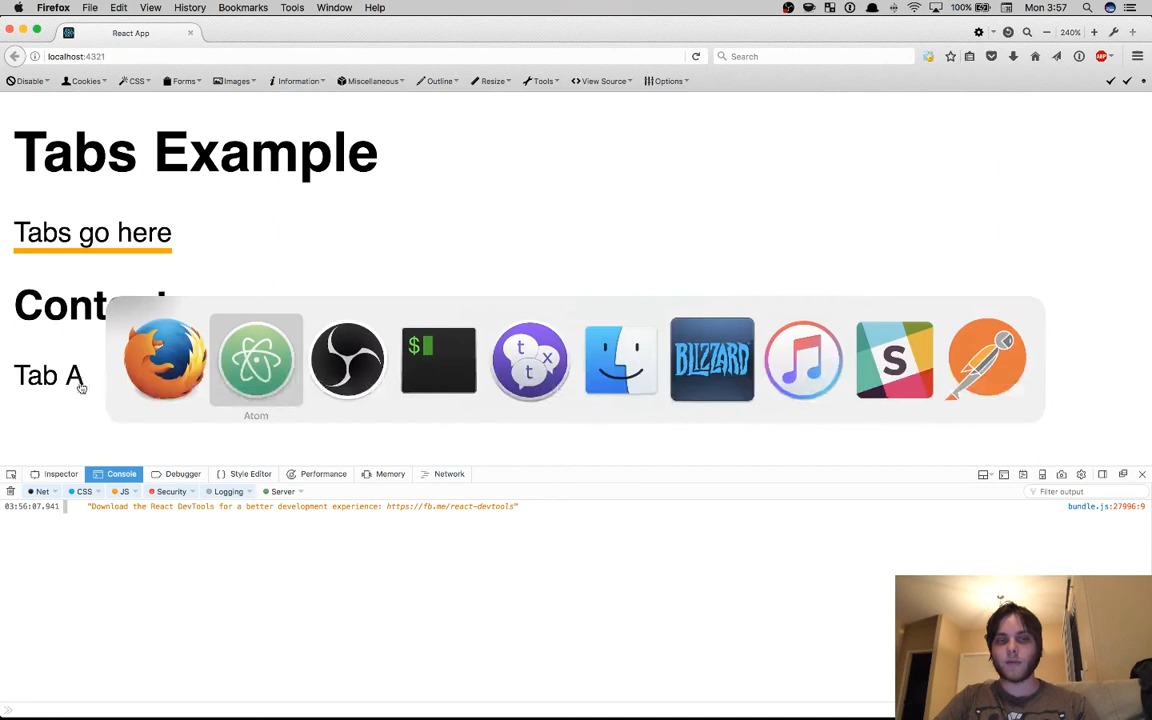 Firefox File Edit View History Bookmarks Tools Window Help 100% Mon 3:57
React App
localhost:4321 Search 240%
Disable Cookies CSS Forms Images Information Miscellaneous Outline Resize Tools View Source Options
Tabs Example
Tabs go here
Cont
Tab A
$
t x t
BLIZZARD
S
Atom
Inspector Console Debugger Style Editor Performance Memory Network
Net CSS JS Security Logging Server Filter output
03:56:07.941 "Download the React DevTools for a better development experience: https://fb.me/react-devtools" bundle.js:27996:9